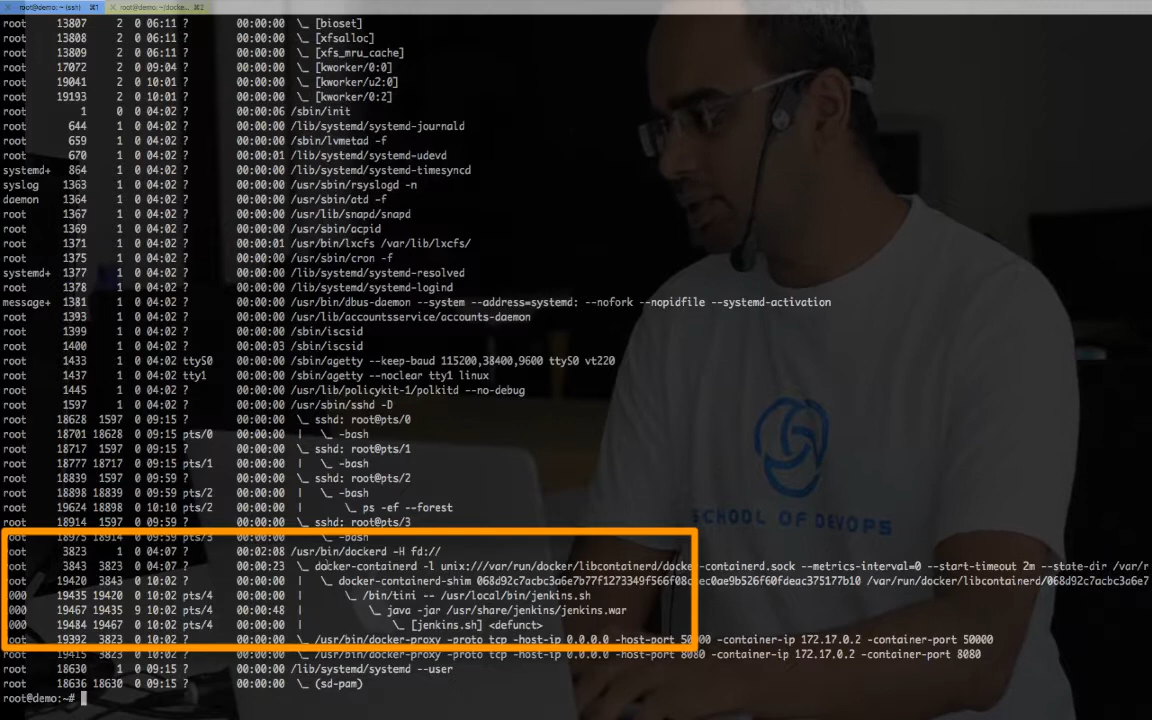 root@demo: ~ (ssh) ⌘1 root@demo: ~/docke... ⌘2
root 13807 2 0 06:11 ? 00:00:00 \_ [bioset]
root 13808 2 0 06:11 ? 00:00:00 \_ [xfsalloc]
root 13809 2 0 06:11 ? 00:00:00 \_ [xfs_mru_cache]
root 17072 2 0 09:04 ? 00:00:00 \_ [kworker/0:0]
root 19041 2 0 10:01 ? 00:00:00 \_ [kworker/u2:0]
root 19193 2 0 10:01 ? 00:00:00 \_ [kworker/0:2]
root 1 0 0 04:02 ? 00:00:06 /sbin/init
root 644 1 0 04:02 ? 00:00:00 /lib/systemd/systemd-journald
root 659 1 0 04:02 ? 00:00:00 /sbin/lvmetad -f
root 670 1 0 04:02 ? 00:00:01 /lib/systemd/systemd-udevd
systemd+ 864 1 0 04:02 ? 00:00:00 /lib/systemd/systemd-timesyncd
syslog 1363 1 0 04:02 ? 00:00:00 /usr/sbin/rsyslogd -n
daemon 1364 1 0 04:02 ? 00:00:00 /usr/sbin/atd -f
root 1367 1 0 04:02 ? 00:00:00 /usr/lib/snapd/snapd
root 1369 1 0 04:02 ? 00:00:00 /usr/sbin/acpid
root 1371 1 0 04:02 ? 00:00:01 /usr/bin/lxcfs /var/lib/lxcfs/
root 1375 1 0 04:02 ? 00:00:00 /usr/sbin/cron -f
systemd+ 1377 1 0 04:02 ? 00:00:00 /lib/systemd/systemd-resolved
root 1378 1 0 04:02 ? 00:00:00 /lib/systemd/systemd-logind
message+ 1381 1 0 04:02 ? 00:00:00 /usr/bin/dbus-daemon --system --address=systemd: --nofork --nopidfile --systemd-activation
root 1393 1 0 04:02 ? 00:00:00 /usr/lib/accountsservice/accounts-daemon
root 1399 1 0 04:02 ? 00:00:00 /sbin/iscsid
root 1400 1 0 04:02 ? 00:00:03 /sbin/iscsid
root 1433 1 0 04:02 ttyS0 00:00:00 /sbin/agetty --keep-baud 115200,38400,9600 ttyS0 vt220
root 1437 1 0 04:02 tty1 00:00:00 /sbin/agetty --noclear tty1 linux
root 1445 1 0 04:02 ? 00:00:00 /usr/lib/policykit-1/polkitd --no-debug
root 1597 1 0 04:02 ? 00:00:00 /usr/sbin/sshd -D
root 18628 1597 0 09:15 ? 00:00:00 \_ sshd: root@pts/0
root 18701 18628 0 09:15 pts/0 00:00:00 | \_ -bash
root 18717 1597 0 09:15 ? 00:00:00 \_ sshd: root@pts/1
root 18777 18717 0 09:15 pts/1 00:00:00 | \_ -bash
root 18839 1597 0 09:59 ? 00:00:00 \_ sshd: root@pts/2
root 18898 18839 0 09:59 pts/2 00:00:00 | \_ -bash
root 19624 18898 0 10:10 pts/2 00:00:00 | \_ ps -ef --forest
root 18914 1597 0 09:59 ? 00:00:00 \_ sshd: root@pts/3
SCHOOL OF DEVOPS
root 18975 18914 0 09:59 pts/3 00:00:00 \_ -bash
oot 3823 1 0 04:07 ? 00:02:08 /usr/bin/dockerd -H fd://
oot 3843 3823 0 04:07 ? 00:00:23 \_ docker-containerd -l unix:///var/run/docker/libcontainerd/docker-containerd.sock --metrics-interval=0 --start-timeout 2m --state-dir /var/r
oot 19420 3843 0 10:02 ? 00:00:00 | \_ docker-containerd-shim
000 19435 19420 0 10:02 pts/4 00:00:00 | \_ /bin/tini -- /usr/local/bin/jenkins.sh
000 19467 19435 9 10:02 pts/4 00:00:48 | \_ java -jar /usr/share/jenkins/jenkins.war
000 19484 19467 0 10:02 pts/4 00:00:00 | \_ [jenkins.sh] <defunct>
root 19392 3823 0 10:02 ? 00:00:00 \_ /usr/bin/docker-proxy -proto tcp -host-ip 0.0.0.0 -host-port 50000 -container-ip 172.17.0.2 -container-port 50000
root 19415 3823 0 10:02 ? 00:00:00 \_ /usr/bin/docker-proxy -proto tcp -host-ip 0.0.0.0 -host-port 8080 -container-ip 172.17.0.2 -container-port 8080
root 18630 1 0 09:15 ? 00:00:00 /lib/systemd/systemd --user
root 18636 18630 0 09:15 ? 00:00:00 \_ (sd-pam)
root@demo:~#